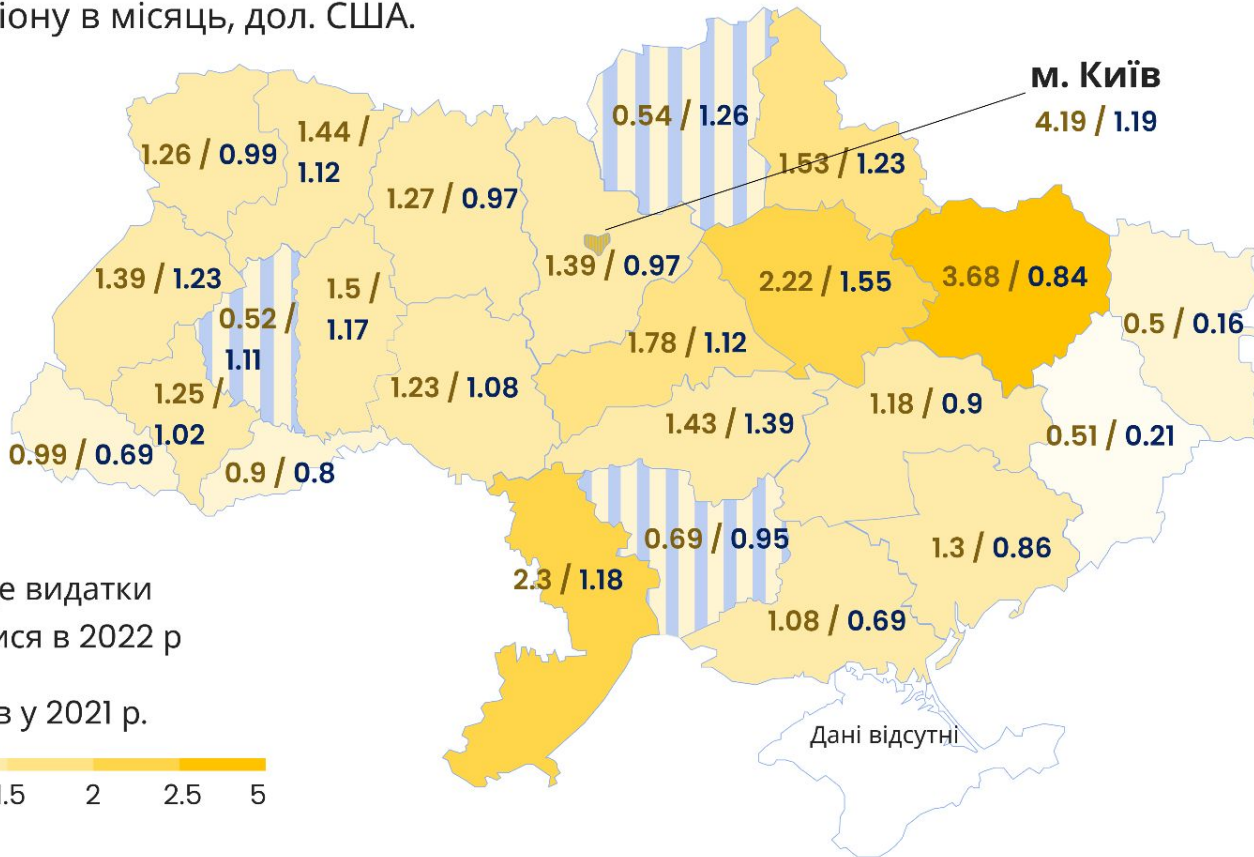 іону в місяць, дол. США.
м. Київ
4.19 / 1.19
0.54 / 1.26
1.44 /
1.12
1.26 / 0.99
1.53 / 1.23
1.27 / 0.97
1.39 / 0.97
1.39 / 1.23
1.5 /
1.17
2.22 / 1.55
3.68 / 0.84
0.52 /
1.11
0.5 / 0.16
1.78 / 1.12
1.25 /
1.02
1.23 / 1.08
1.18 / 0.9
1.43 / 1.39
0.51 / 0.21
0.99 / 0.69
0.9 / 0.8
0.69 / 0.95
1.3 / 0.86
2.3 / 1.18
1.08 / 0.69
е видатки
ися в 2022 р
в у 2021 р.
1.5 2 2.5 5
Дані відсутні